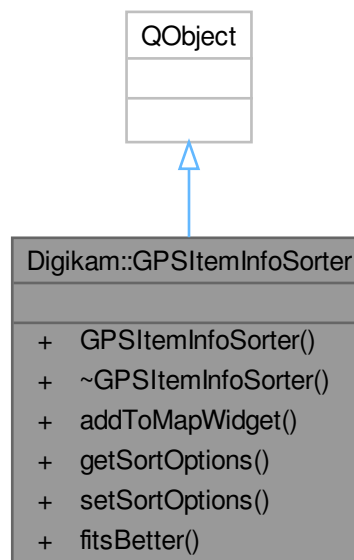 QObject
Digikam::GPSItemInfoSorter
+ GPSItemInfoSorter()
+ ~GPSItemInfoSorter()
+ addToMapWidget()
+ getSortOptions()
+ setSortOptions()
+ fitsBetter()